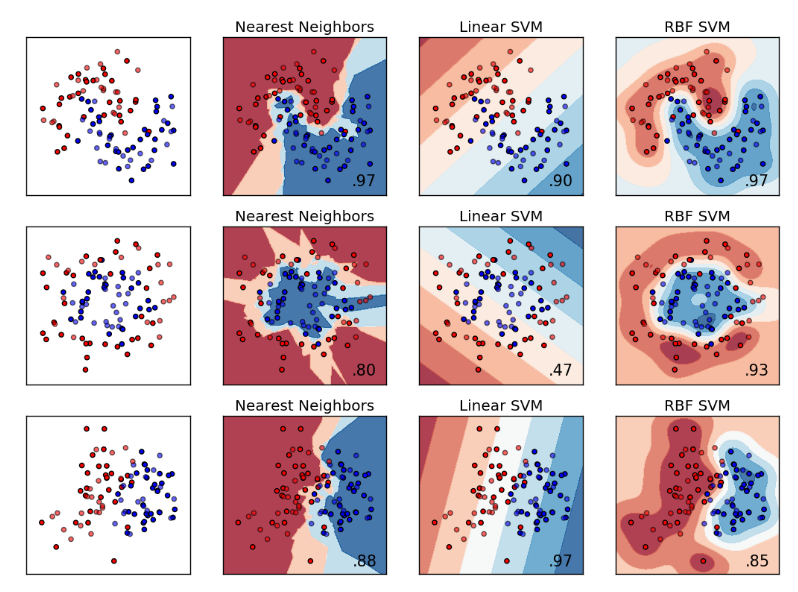 Nearest Neighbors Linear SVM RBF SVM
.97 .90 .97
Nearest Neighbors Linear SVM RBF SVM
.80 .47 .93
Nearest Neighbors Linear SVM RBF SVM
.88 .97 .85